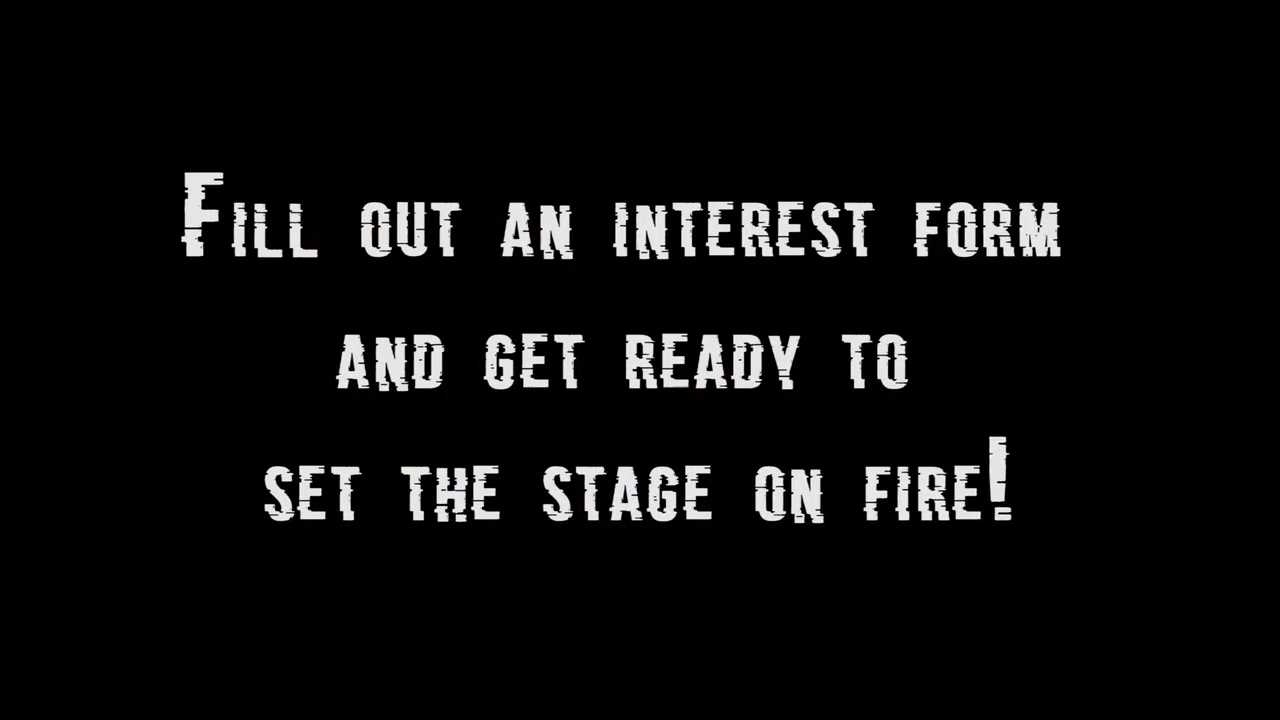 Fill out an interest form
and get ready to
set the stage on fire!